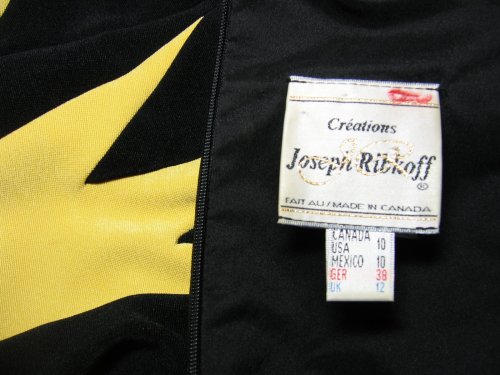 Créations
Joseph Ribkoff
®
FAIT AU / MADE IN CANADA
CANADA 10
USA 10
MEXICO 10
GER 38
UK 12